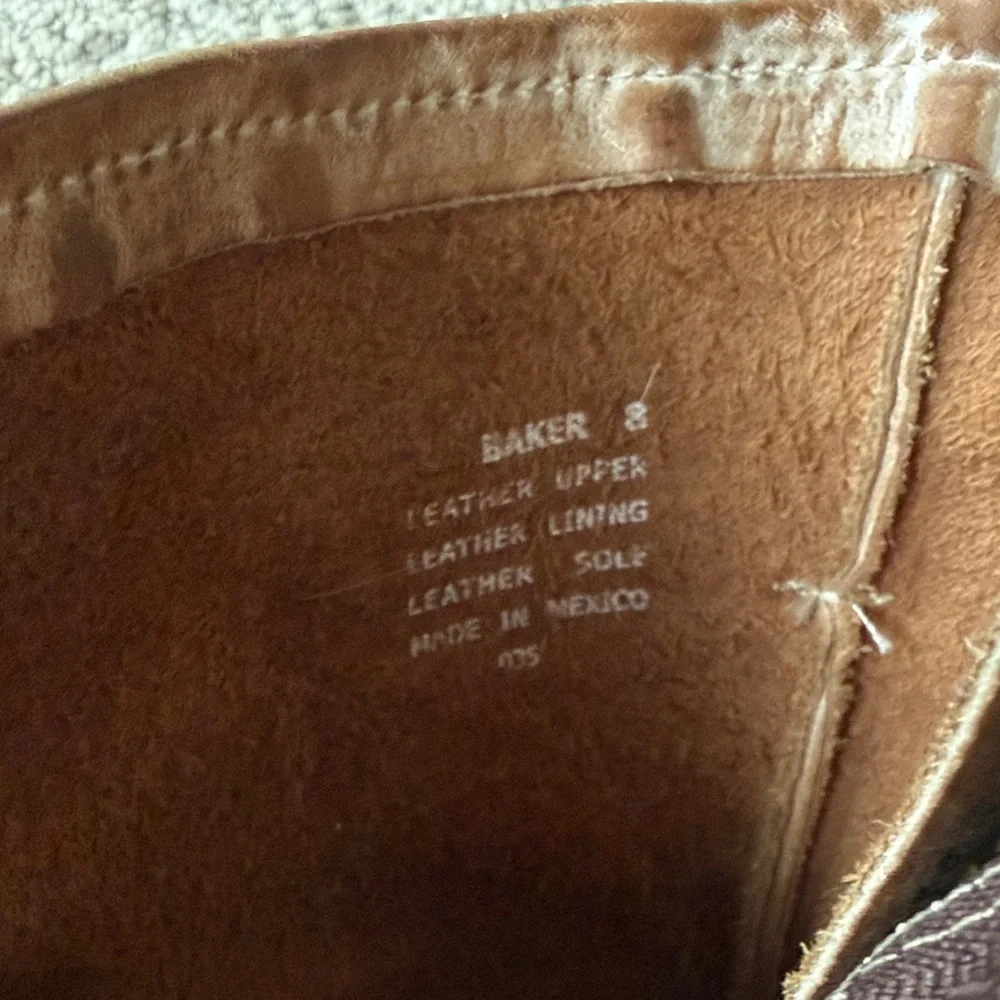 BAKER 8
LEATHER UPPER
LEATHER LINING
LEATHER SOLE
MADE IN MEXICO
035